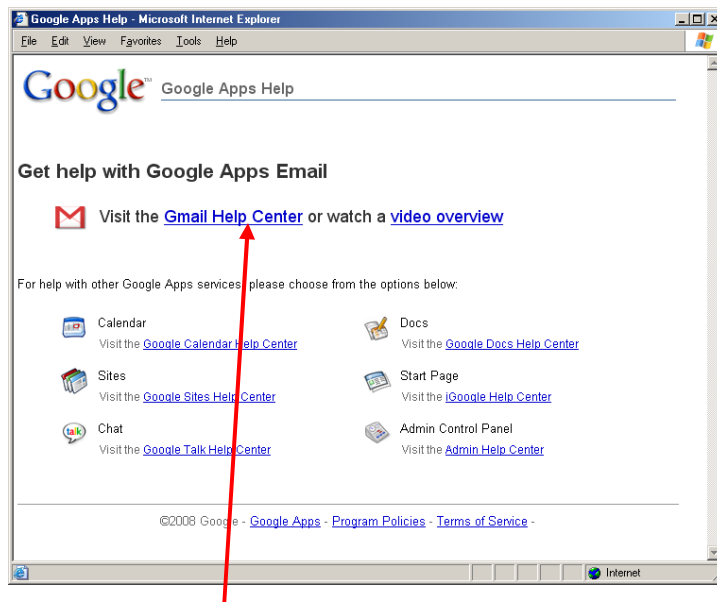 Google Apps Help - Microsoft Internet Explorer
File Edit View Favorites Tools Help
Google™ Google Apps Help
Get help with Google Apps Email
Visit the Gmail Help Center or watch a video overview
For help with other Google Apps services, please choose from the options below:
Calendar
Visit the Google Calendar Help Center
Docs
Visit the Google Docs Help Center
Sites
Visit the Google Sites Help Center
Start Page
Visit the iGoogle Help Center
talk
Chat
Visit the Google Talk Help Center
Admin Control Panel
Visit the Admin Help Center
©2008 Google - Google Apps - Program Policies - Terms of Service -
Internet